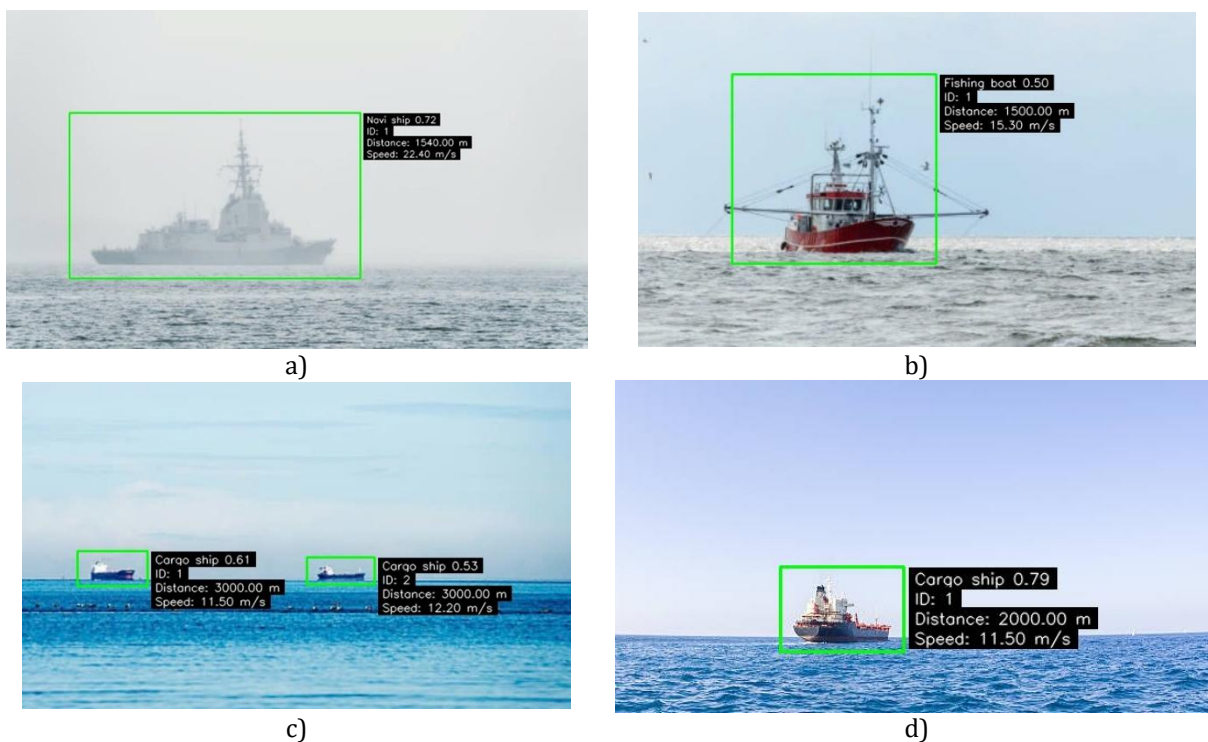 Navi ship 0.72
ID: 1
Distance: 1540.00 m
Speed: 22.40 m/s
Fishing boat 0.50
ID: 1
Distance: 1500.00 m
Speed: 15.30 m/s
a)
b)
Cargo ship 0.61
ID: 1
Distance: 3000.00 m
Speed: 11.50 m/s
Cargo ship 0.53
ID: 2
Distance: 3000.00 m
Speed: 12.20 m/s
Cargo ship 0.79
ID: 1
Distance: 2000.00 m
Speed: 11.50 m/s
c)
d)